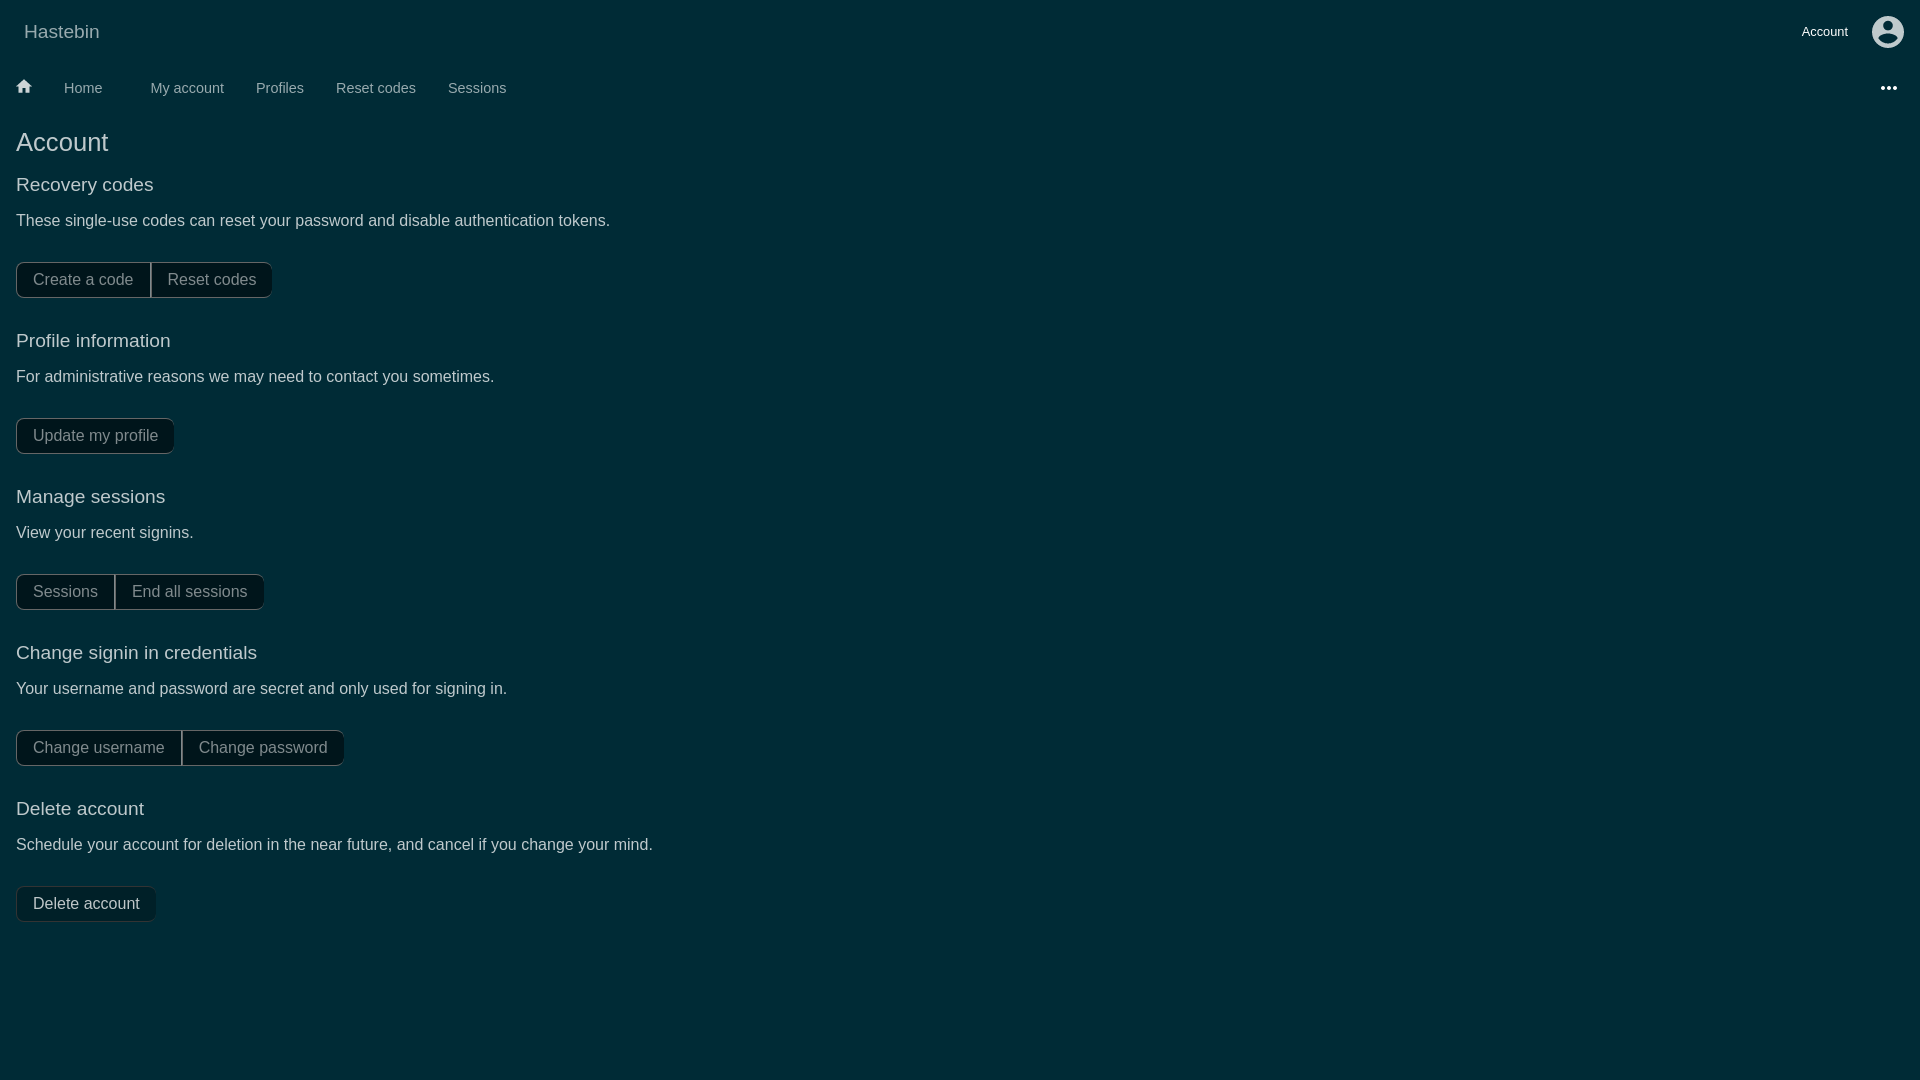 Hastebin
Account
Home
My account
Profiles
Reset codes
Sessions
Account
Recovery codes
These single-use codes can reset your password and disable authentication tokens.
Create a code
Reset codes
Profile information
For administrative reasons we may need to contact you sometimes.
Update my profile
Manage sessions
View your recent signins.
Sessions
End all sessions
Change signin in credentials
Your username and password are secret and only used for signing in.
Change username
Change password
Delete account
Schedule your account for deletion in the near future, and cancel if you change your mind.
Delete account